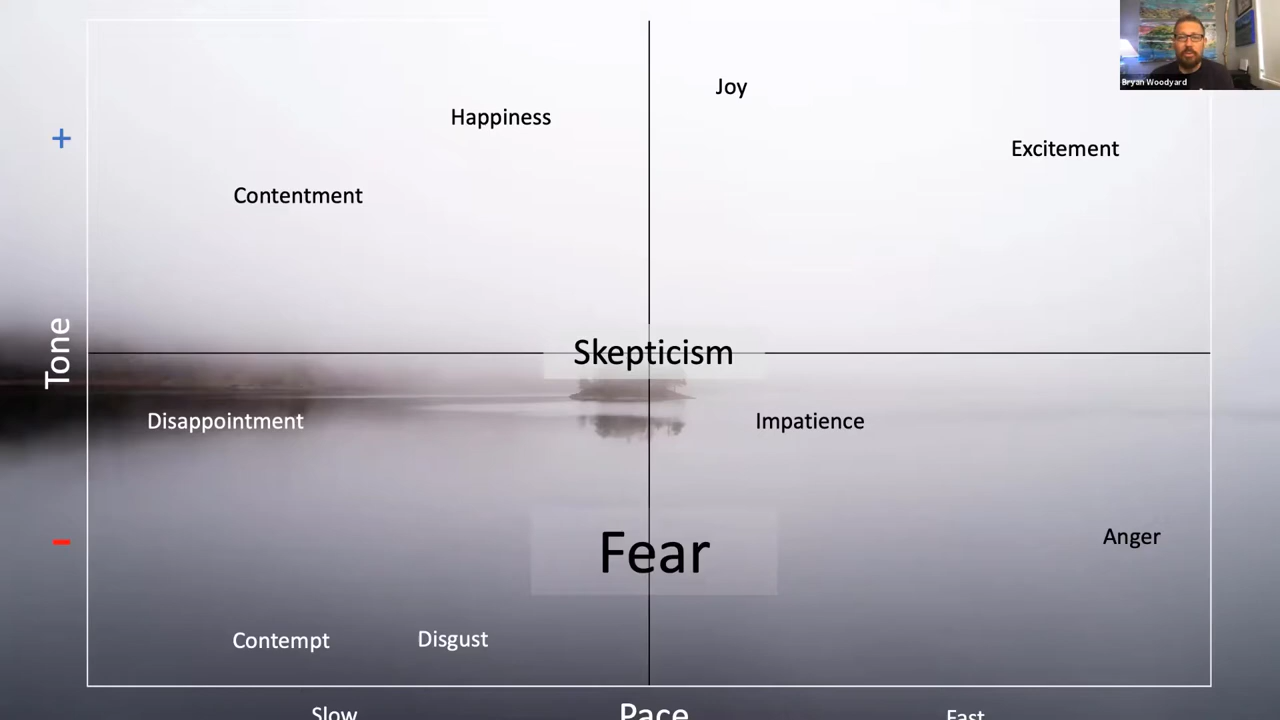 Bryan Woodyard
Joy
Happiness
Excitement
+
Contentment
Tone
Skepticism
Disappointment
Impatience
-
Fear
Anger
Contempt
Disgust
Slow
Pace
Fast